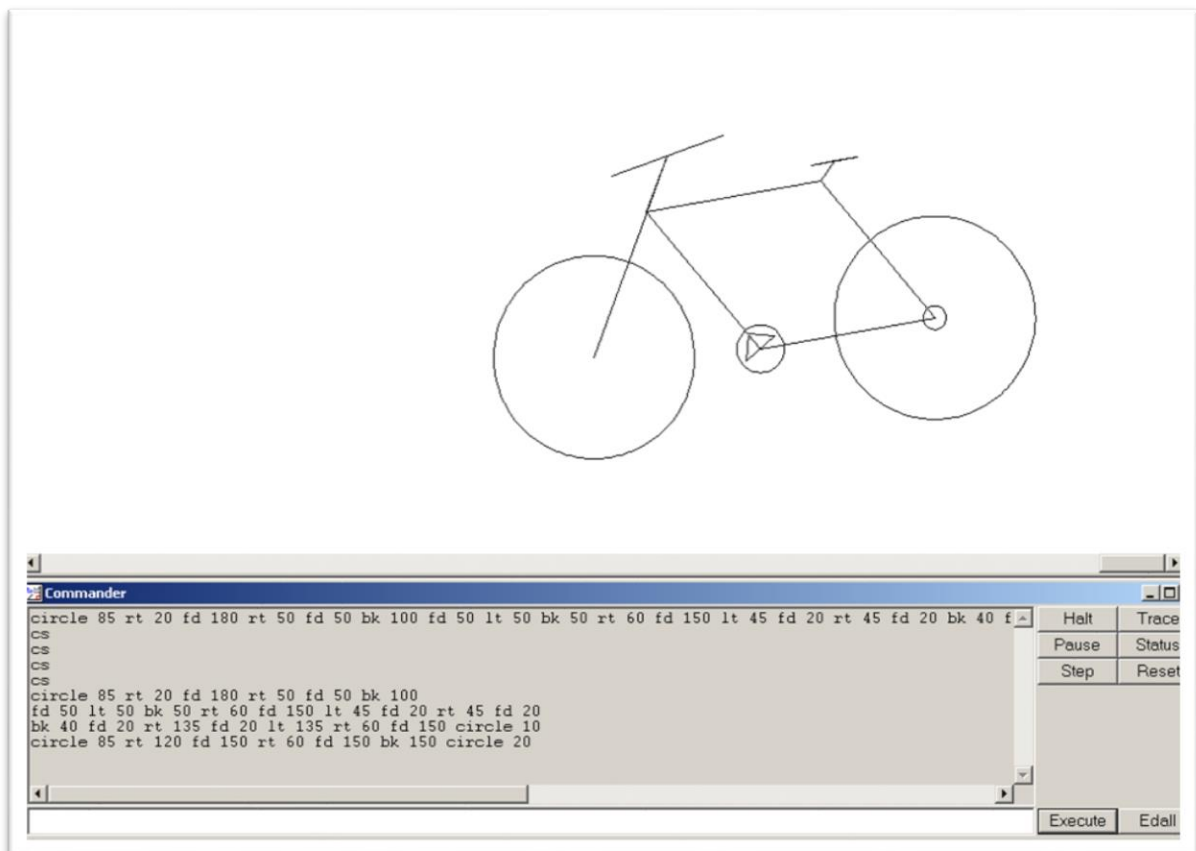 Commander
circle 85 rt 20 fd 180 rt 50 fd 50 bk 100 fd 50 lt 50 bk 50 rt 60 fd 150 lt 45 fd 20 rt 45 fd 20 bk 40 f
cs
cs
cs
cs
circle 85 rt 20 fd 180 rt 50 fd 50 bk 100
fd 50 lt 50 bk 50 rt 60 fd 150 lt 45 fd 20 rt 45 fd 20
bk 40 fd 20 rt 135 fd 20 lt 135 rt 60 fd 150 circle 10
circle 85 rt 120 fd 150 rt 60 fd 150 bk 150 circle 20
Halt Trace
Pause Status
Step Reset
Execute Edall